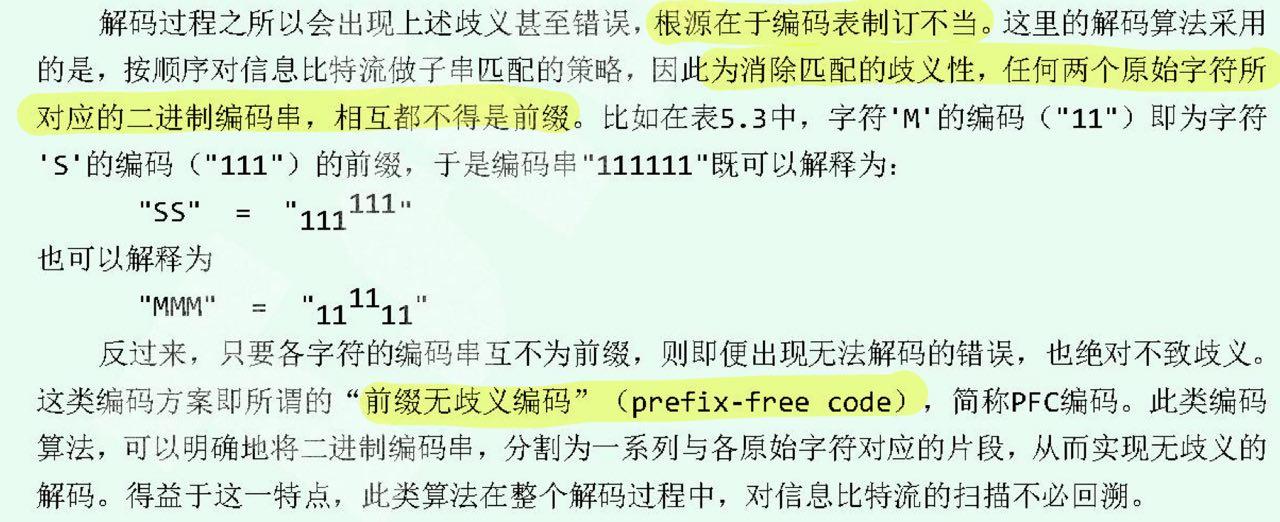 解码过程之所以会出现上述歧义甚至错误，根源在于编码表制订不当。这里的解码算法采用
的是，按顺序对信息比特流做子串匹配的策略，因此为消除匹配的歧义性，任何两个原始字符所
对应的二进制编码串，相互都不得是前缀。比如在表5.3中，字符'M'的编码（"11"）即为字符
'S'的编码（"111"）的前缀，于是编码串"111111"既可以解释为：
"SS" = "111111"
也可以解释为
"MMM" = "111111"
反过来，只要各字符的编码串互不为前缀，则即便出现无法解码的错误，也绝对不致歧义。
这类编码方案即所谓的“前缀无歧义编码”（prefix-free code），简称PFC编码。此类编码
算法，可以明确地将二进制编码串，分割为一系列与各原始字符对应的片段，从而实现无歧义的
解码。得益于这一特点，此类算法在整个解码过程中，对信息比特流的扫描不必回溯。